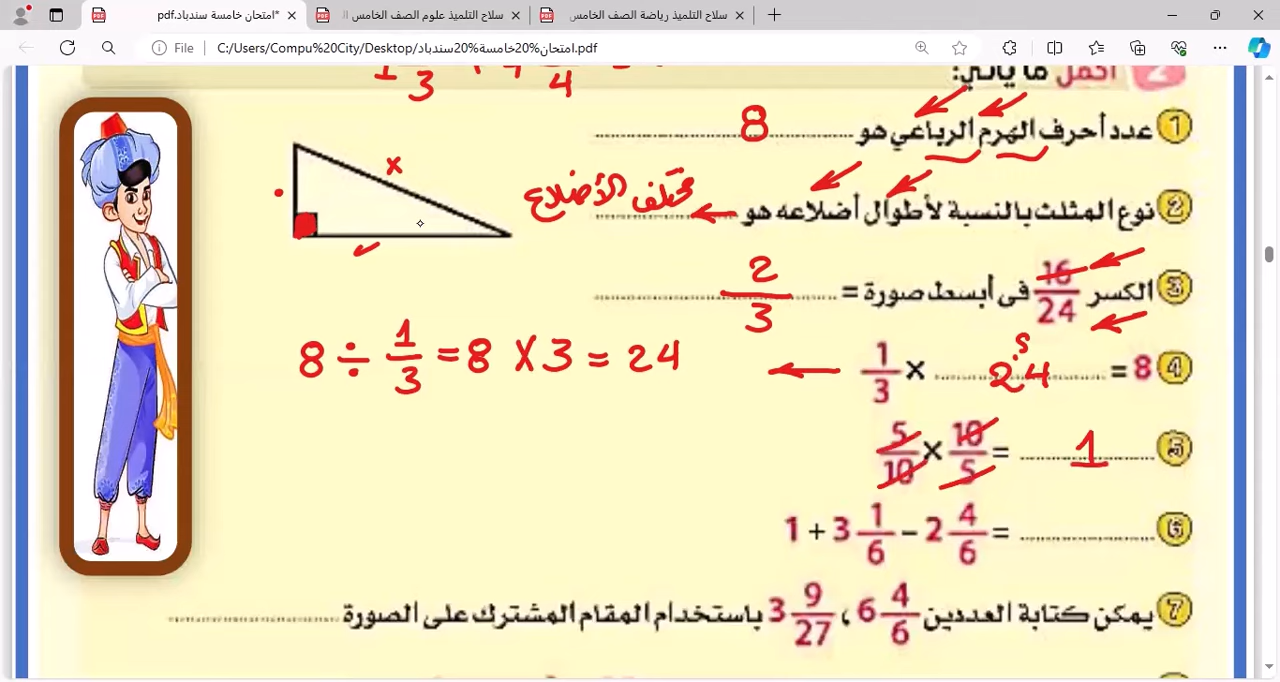 امتحان خامسة سندباد.pdf*
سلاح التلميذ علوم الصف الخامس ال
سلاح التلميذ رياضة الصف الخامس
File
C:/Users/Compu%20City/Desktop/امتحان%20خامسة%20سندباد.pdf
2 أكمل ما يأتي:
1 عدد أحرف الهرم الرباعي هو 8
2 نوع المثلث بالنسبة لأطوال أضلاعه هو مختلف الأضلاع
x
3 الكسر 16/24 فى أبسط صورة = 2/3
4 1/3 × 24 = 8
8 ÷ 1/3 = 8 X 3 = 24
5 5/10 × 10/5 = 1
6 1 + 3 1/6 – 2 4/6 =
7 يمكن كتابة العددين 6 4/6 ، 3 9/27 باستخدام المقام المشترك على الصورة